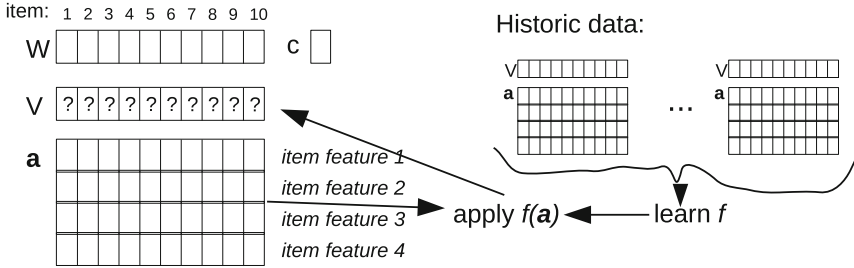 item: 1 2 3 4 5 6 7 8 9 10
W
c
V ? ? ? ? ? ? ? ? ? ?
a
item feature 1
item feature 2
item feature 3
item feature 4
Historic data:
V
a
...
V
a
apply f(a)
learn f